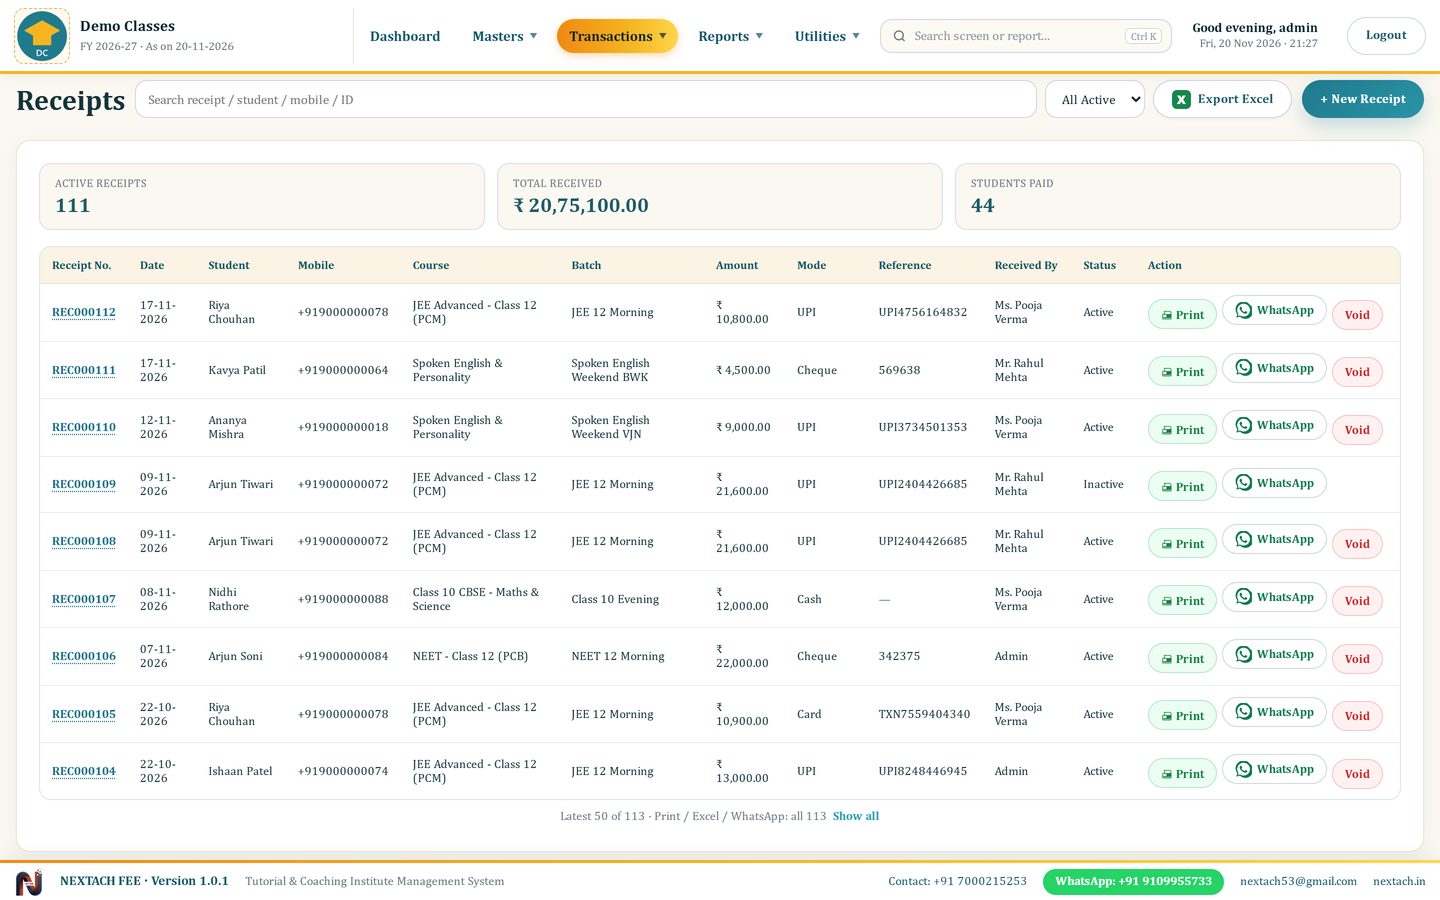 Demo Classes
FY 2026-27 · As on 20-11-2026
DC
Dashboard Masters ▼ Transactions ▼ Reports ▼ Utilities ▼
Search screen or report... Ctrl K
Good evening, admin
Fri, 20 Nov 2026 · 21:27
Logout
Receipts Search receipt / student / mobile / ID All Active X Export Excel + New Receipt
ACTIVE RECEIPTS
111
TOTAL RECEIVED
₹ 20,75,100.00
STUDENTS PAID
44
Receipt No. Date Student Mobile Course Batch Amount Mode Reference Received By Status Action
REC000112 17-11-2026 Riya Chouhan +919000000078 JEE Advanced - Class 12 (PCM) JEE 12 Morning ₹ 10,800.00 UPI UPI4756164832 Ms. Pooja Verma Active Print WhatsApp Void
REC000111 17-11-2026 Kavya Patil +919000000064 Spoken English & Personality Spoken English Weekend BWK ₹ 4,500.00 Cheque 569638 Mr. Rahul Mehta Active Print WhatsApp Void
REC000110 12-11-2026 Ananya Mishra +919000000018 Spoken English & Personality Spoken English Weekend VJN ₹ 9,000.00 UPI UPI3734501353 Ms. Pooja Verma Active Print WhatsApp Void
REC000109 09-11-2026 Arjun Tiwari +919000000072 JEE Advanced - Class 12 (PCM) JEE 12 Morning ₹ 21,600.00 UPI UPI2404426685 Mr. Rahul Mehta Inactive Print WhatsApp
REC000108 09-11-2026 Arjun Tiwari +919000000072 JEE Advanced - Class 12 (PCM) JEE 12 Morning ₹ 21,600.00 UPI UPI2404426685 Mr. Rahul Mehta Active Print WhatsApp Void
REC000107 08-11-2026 Nidhi Rathore +919000000088 Class 10 CBSE - Maths & Science Class 10 Evening ₹ 12,000.00 Cash — Ms. Pooja Verma Active Print WhatsApp Void
REC000106 07-11-2026 Arjun Soni +919000000084 NEET - Class 12 (PCB) NEET 12 Morning ₹ 22,000.00 Cheque 342375 Admin Active Print WhatsApp Void
REC000105 22-10-2026 Riya Chouhan +919000000078 JEE Advanced - Class 12 (PCM) JEE 12 Morning ₹ 10,900.00 Card TXN7559404340 Ms. Pooja Verma Active Print WhatsApp Void
REC000104 22-10-2026 Ishaan Patel +919000000074 JEE Advanced - Class 12 (PCM) JEE 12 Morning ₹ 13,000.00 UPI UPI8248446945 Admin Active Print WhatsApp Void
Latest 50 of 113 · Print / Excel / WhatsApp: all 113 Show all
N NEXTACH FEE · Version 1.0.1 Tutorial & Coaching Institute Management System Contact: +91 7000215253 WhatsApp: +91 9109955733 nextach53@gmail.com nextach.in